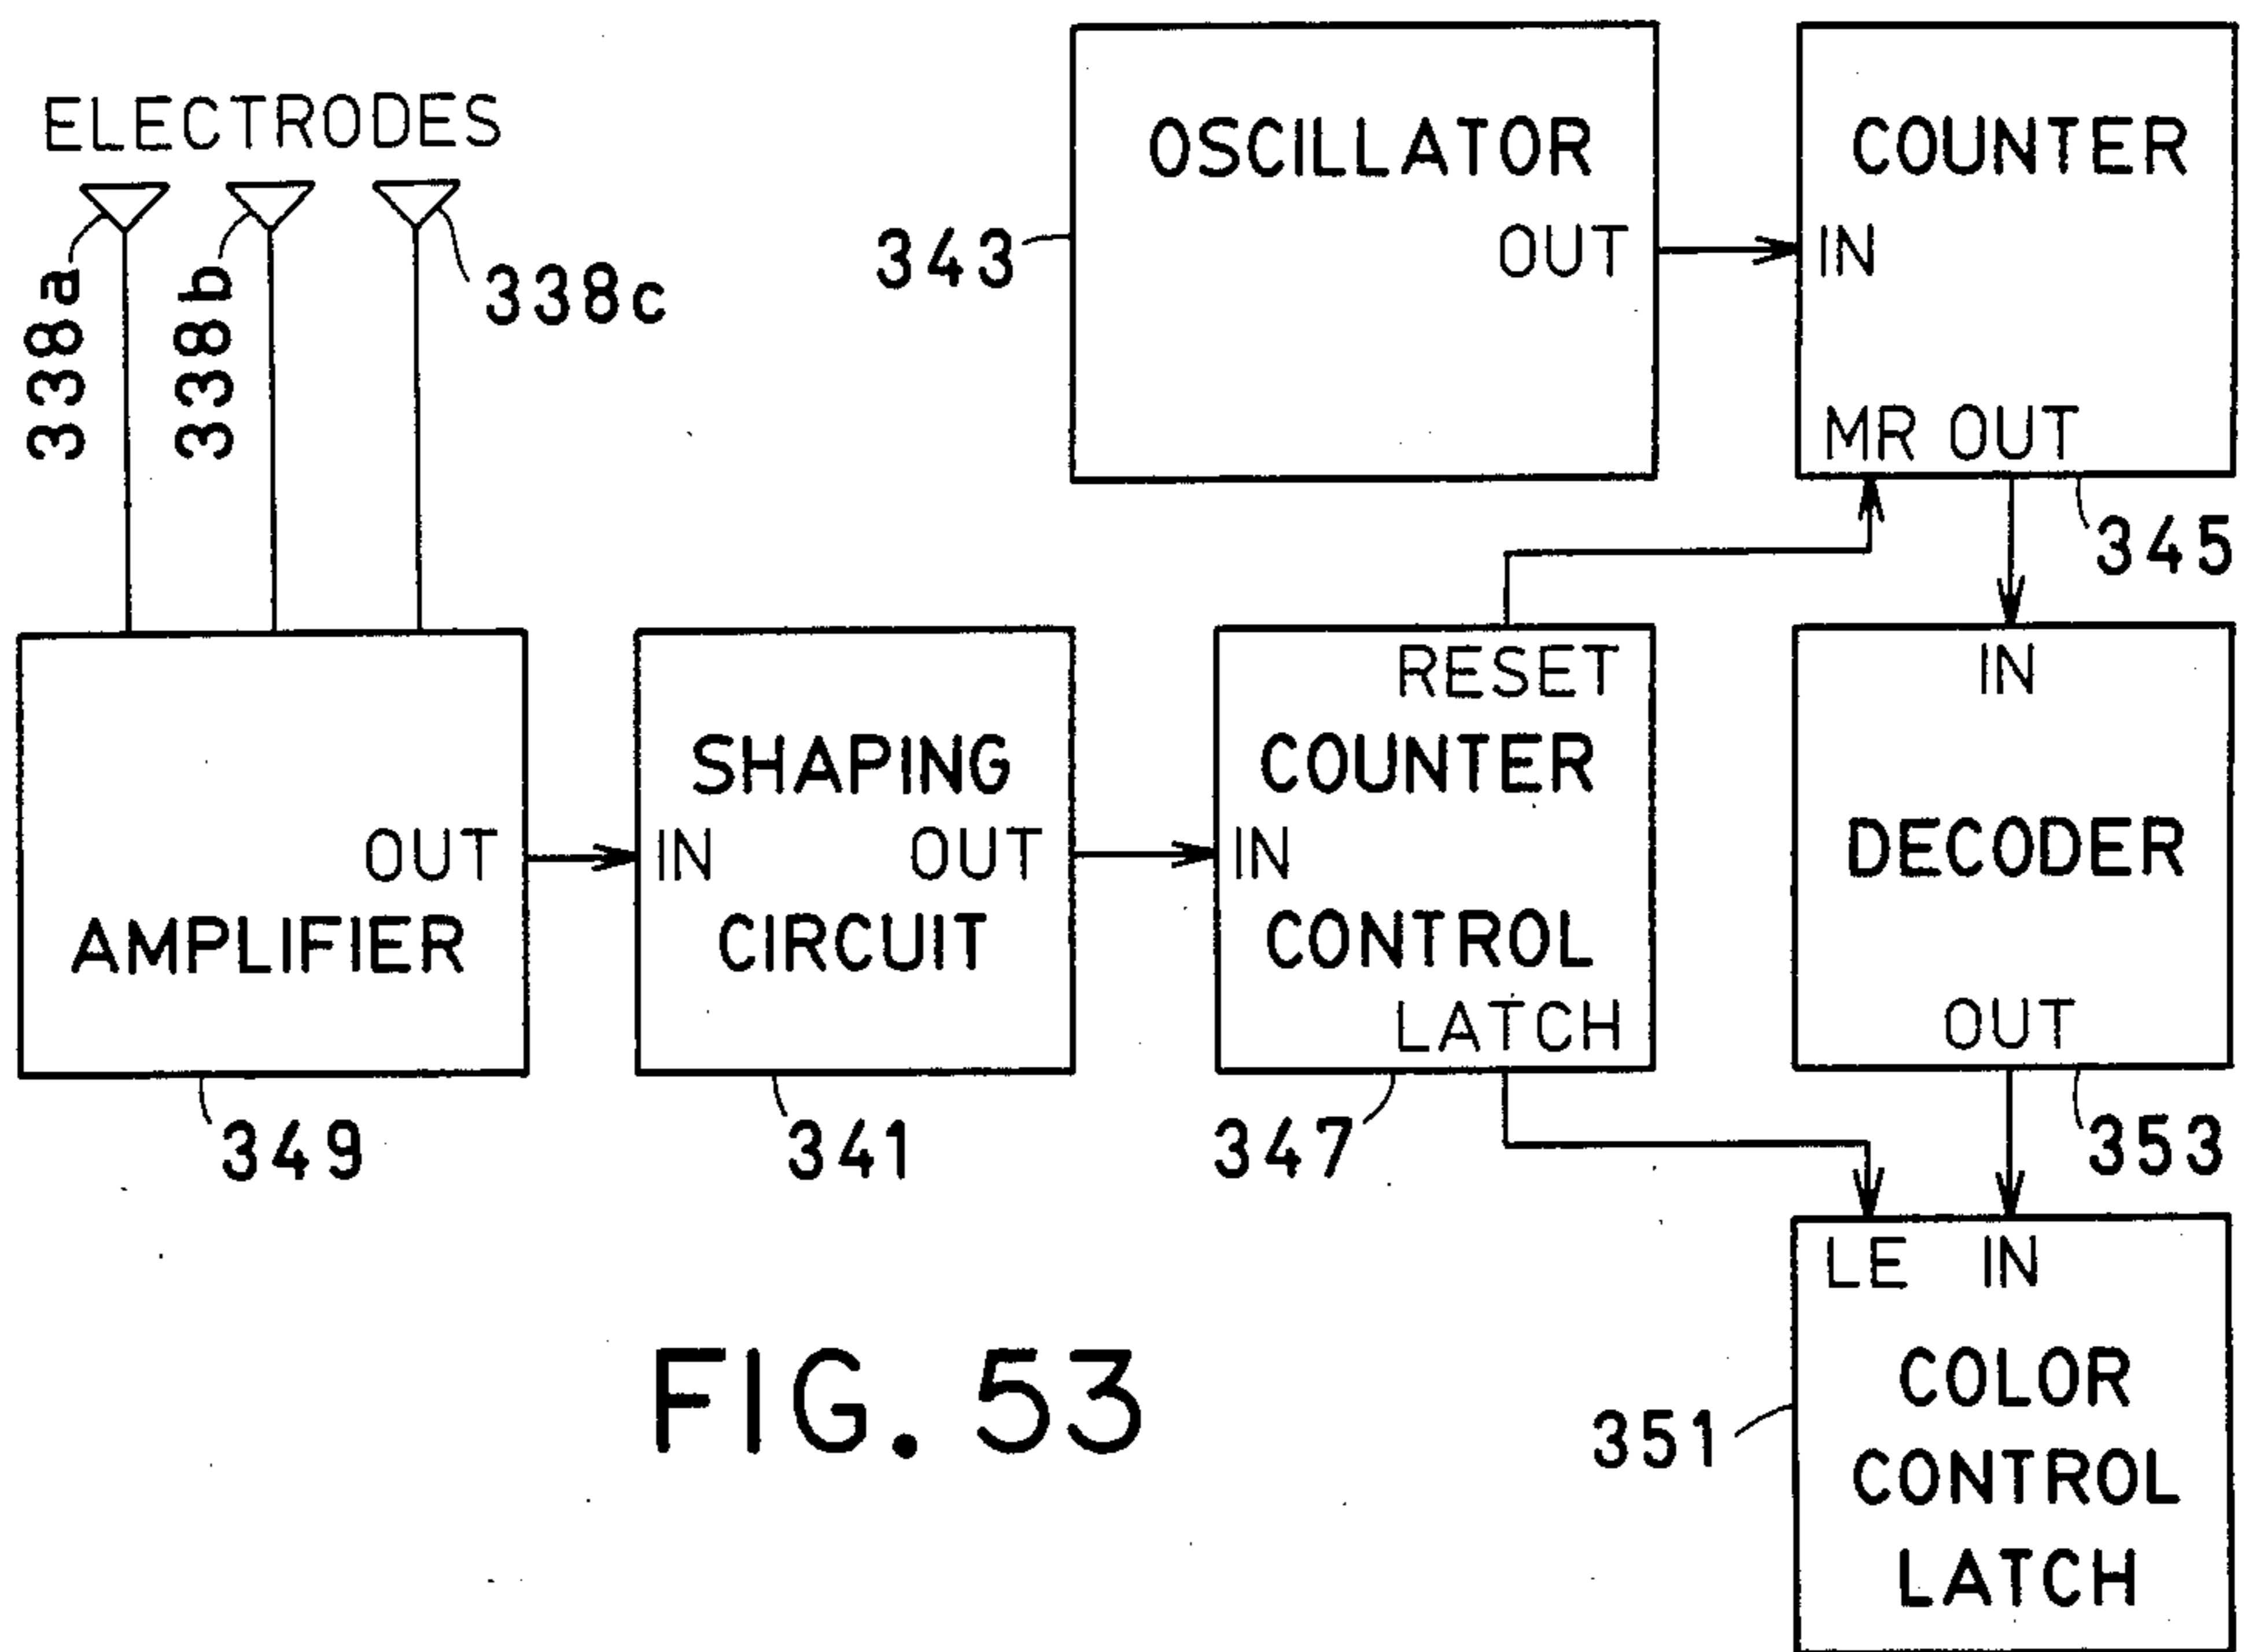 ELECTRODES
338a
338b
338c
OSCILLATOR
OUT
343
COUNTER
IN
MR OUT
345
OUT
AMPLIFIER
349
SHAPING
IN OUT
CIRCUIT
341
RESET
COUNTER
IN
CONTROL
LATCH
347
IN
DECODER
OUT
353
LE IN
COLOR
CONTROL
LATCH
351
FIG. 53